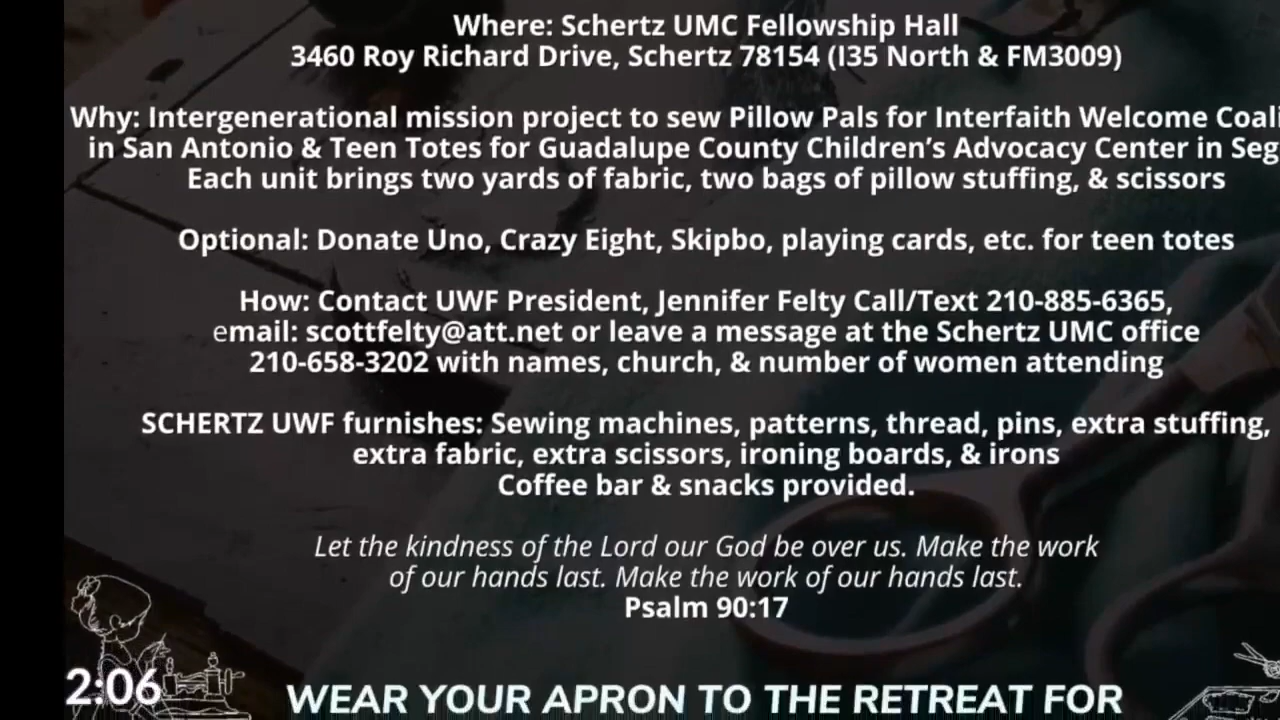 Where: Schertz UMC Fellowship Hall
3460 Roy Richard Drive, Schertz 78154 (I35 North & FM3009)
Why: Intergenerational mission project to sew Pillow Pals for Interfaith Welcome Coali
in San Antonio & Teen Totes for Guadalupe County Children’s Advocacy Center in Seg
Each unit brings two yards of fabric, two bags of pillow stuffing, & scissors
Optional: Donate Uno, Crazy Eight, Skipbo, playing cards, etc. for teen totes
How: Contact UWF President, Jennifer Felty Call/Text 210-885-6365,
email: scottfelty@att.net or leave a message at the Schertz UMC office
210-658-3202 with names, church, & number of women attending
SCHERTZ UWF furnishes: Sewing machines, patterns, thread, pins, extra stuffing,
extra fabric, extra scissors, ironing boards, & irons
Coffee bar & snacks provided.
Let the kindness of the Lord our God be over us. Make the work
of our hands last. Make the work of our hands last.
Psalm 90:17
2:06
WEAR YOUR APRON TO THE RETREAT FOR